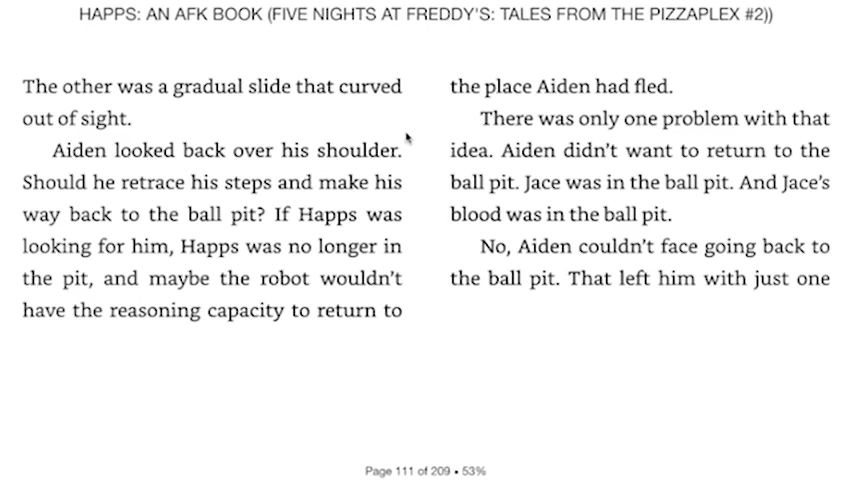 HAPPS: AN AFK BOOK (FIVE NIGHTS AT FREDDY'S: TALES FROM THE PIZZAPLEX #2))
The other was a gradual slide that curved
out of sight.
Aiden looked back over his shoulder.
Should he retrace his steps and make his
way back to the ball pit? If Happs was
looking for him, Happs was no longer in
the pit, and maybe the robot wouldn't
have the reasoning capacity to return to
the place Aiden had fled.
There was only one problem with that
idea. Aiden didn't want to return to the
ball pit. Jace was in the ball pit. And Jace's
blood was in the ball pit.
No, Aiden couldn't face going back to
the ball pit. That left him with just one
Page 111 of 209 • 53%